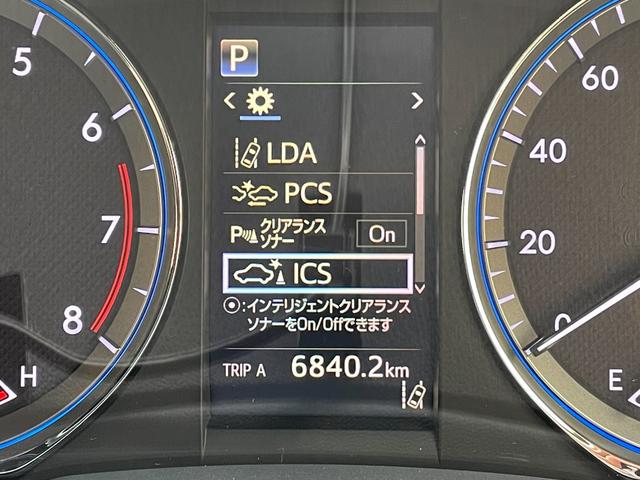 P
LDA
PCS
P クリアランス
ソナー On
ICS
:インテリジェントクリアランス
ソナーをOn/Offできます
TRIP A 6840.2km
5
6
7
8
H
60
40
20
0
E